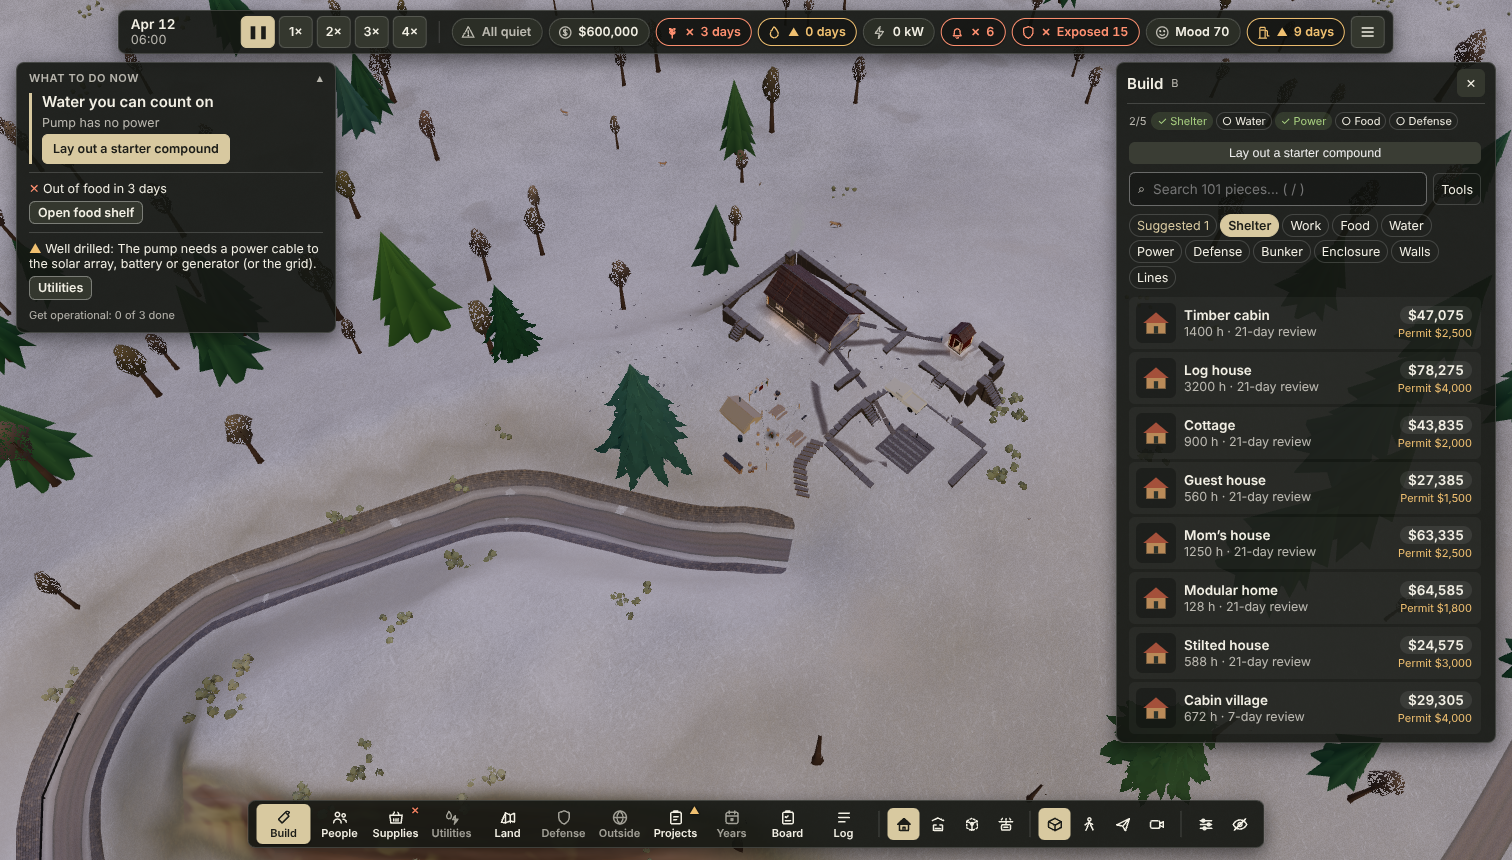 Apr 12
06:00
1×
2×
3×
4×
All quiet
$600,000
3 days
0 days
0 kW
6
Exposed 15
Mood 70
9 days
WHAT TO DO NOW
Water you can count on
Pump has no power
Lay out a starter compound
Out of food in 3 days
Open food shelf
Well drilled: The pump needs a power cable to
the solar array, battery or generator (or the grid).
Utilities
Get operational: 0 of 3 done
Build B
2/5 ✓ Shelter Water ✓ Power Food Defense
Lay out a starter compound
Search 101 pieces... ( / )
Tools
Suggested 1 Shelter Work Food Water
Power Defense Bunker Enclosure Walls
Lines
Timber cabin $47,075
1400 h · 21-day review Permit $2,500
Log house $78,275
3200 h · 21-day review Permit $4,000
Cottage $43,835
900 h · 21-day review Permit $2,000
Guest house $27,385
560 h · 21-day review Permit $1,500
Mom's house $63,335
1250 h · 21-day review Permit $2,500
Modular home $64,585
128 h · 21-day review Permit $1,800
Stilted house $24,575
588 h · 21-day review Permit $3,000
Cabin village $29,305
672 h · 7-day review Permit $4,000
Build
People
Supplies
Utilities
Land
Defense
Outside
Projects
Years
Board
Log